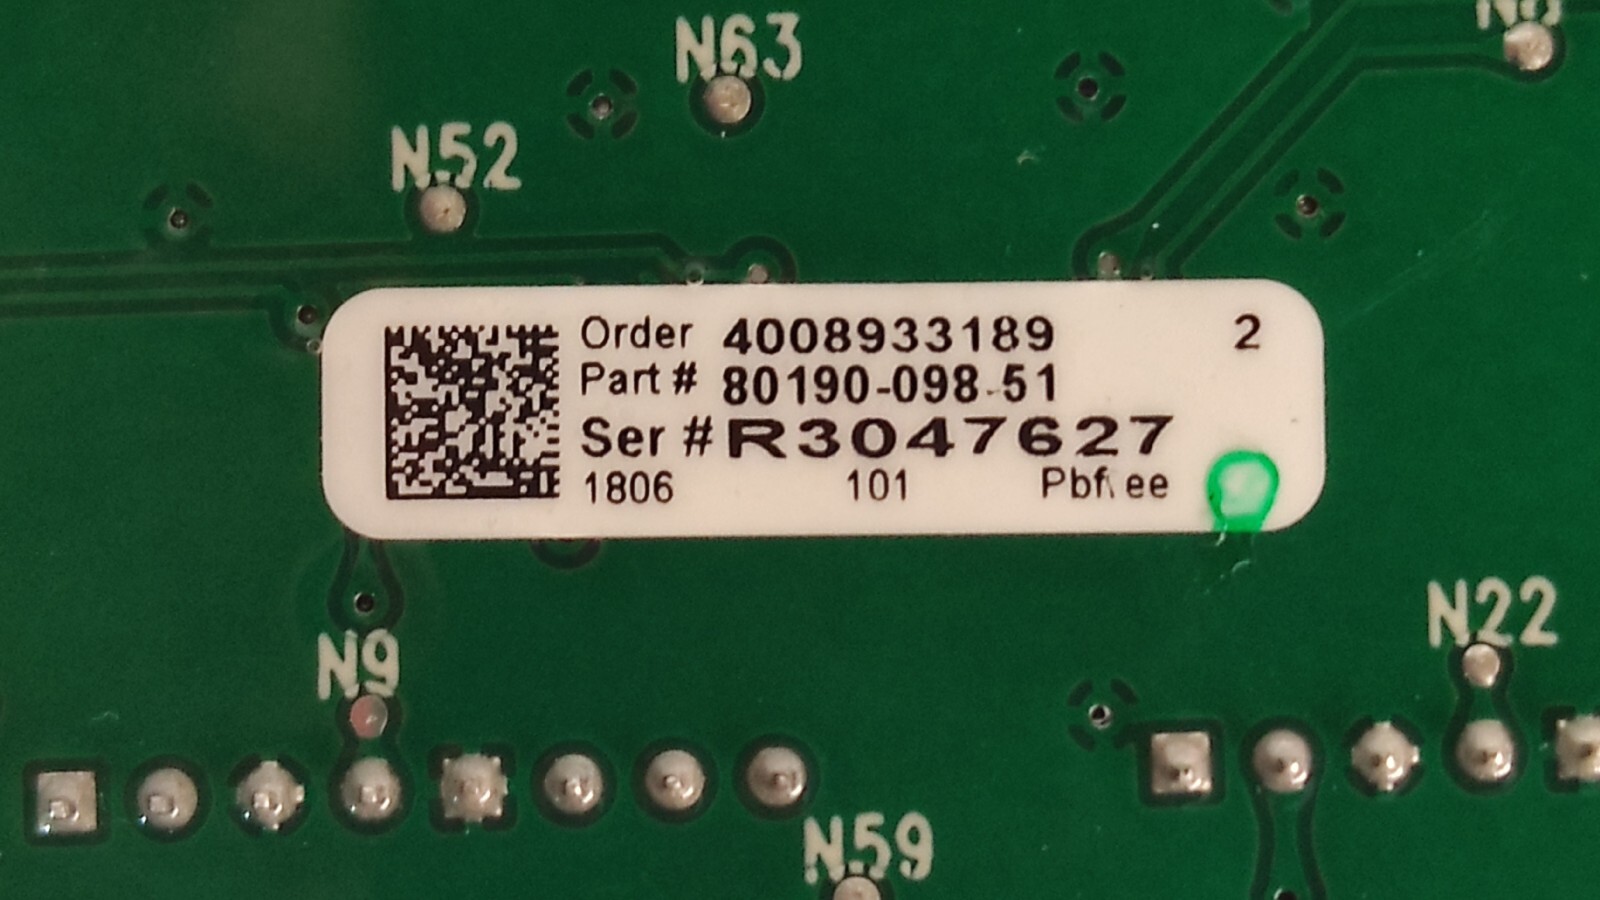 N63
N52
Order 4008933189 2
Part # 80190-098-51
Ser # R3047627
1806 101 Pbfree
N9
N22
N59